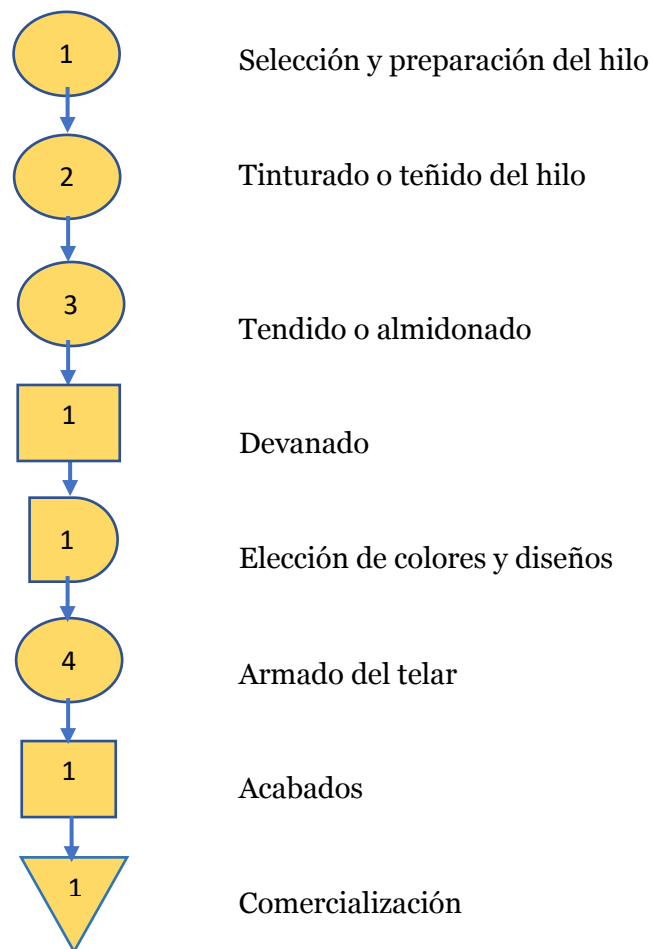 1 Selección y preparación del hilo
2 Tinturado o teñido del hilo
3 Tendido o almidonado
1 Devanado
1 Elección de colores y diseños
4 Armado del telar
1 Acabados
1 Comercialización